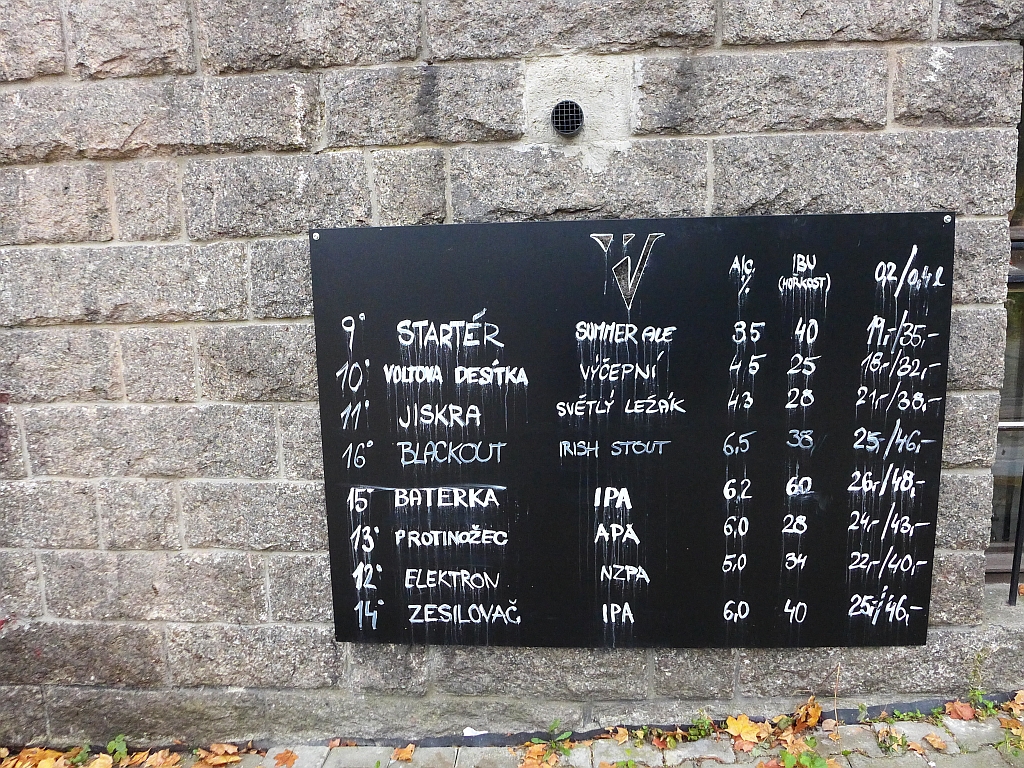 ALC. % IBU (HOŘKOST) 0,2/0,4 l
9° STARTÉR SUMMER ALE 3,5 40 19,-/35,-
10° VOLTOVA DESÍTKA VÝČEPNÍ 4,5 25 18,-/32,-
11° JISKRA SVĚTLÝ LEŽÁK 4,3 28 21,-/38,-
16° BLACKOUT IRISH STOUT 6,5 38 25,-/46,-
15° BATERKA IPA 6,2 60 26,-/48,-
13° PROTINOŽEC APA 6,0 28 24,-/43,-
12° ELEKTRON NZPA 5,0 34 22,-/40,-
14° ZESILOVAČ IPA 6,0 40 25,-/46,-